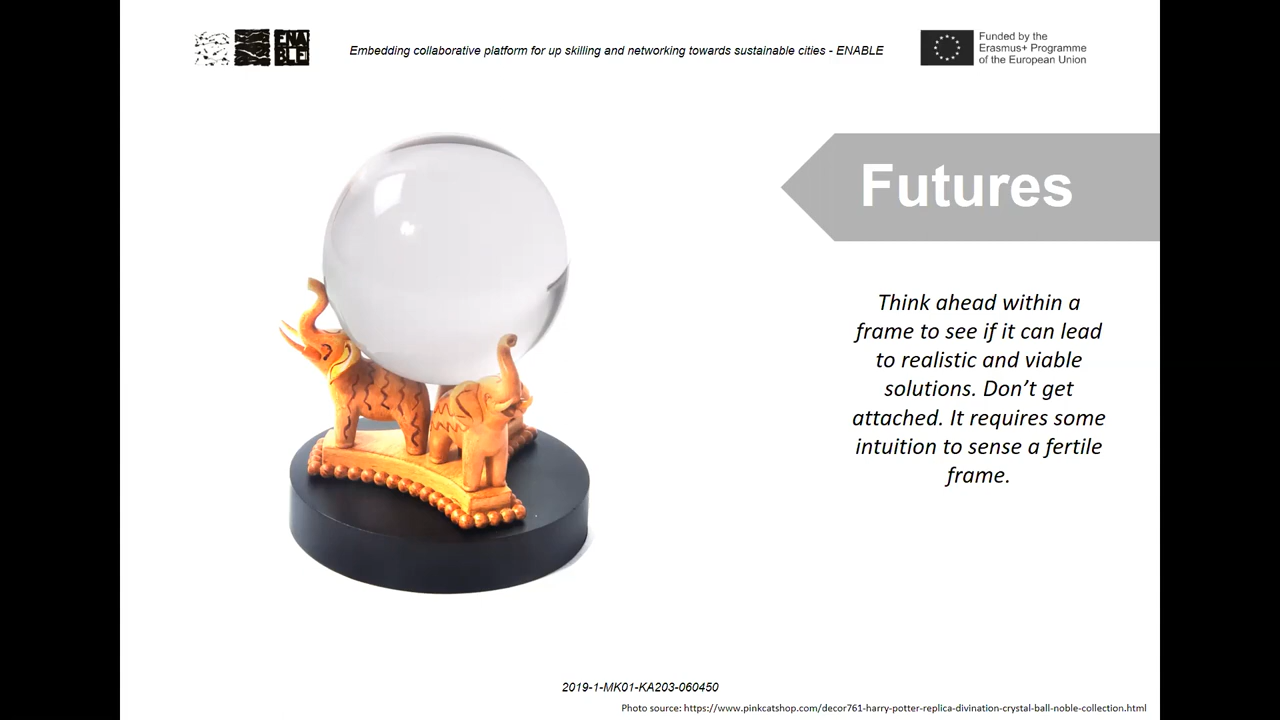 ENA
BLE
Embedding collaborative platform for up skilling and networking towards sustainable cities - ENABLE
Funded by the
Erasmus+ Programme
of the European Union
Futures
Think ahead within a
frame to see if it can lead
to realistic and viable
solutions. Don’t get
attached. It requires some
intuition to sense a fertile
frame.
2019-1-MK01-KA203-060450
Photo source: https://www.pinkcatshop.com/decor761-harry-potter-replica-divination-crystal-ball-noble-collection.html